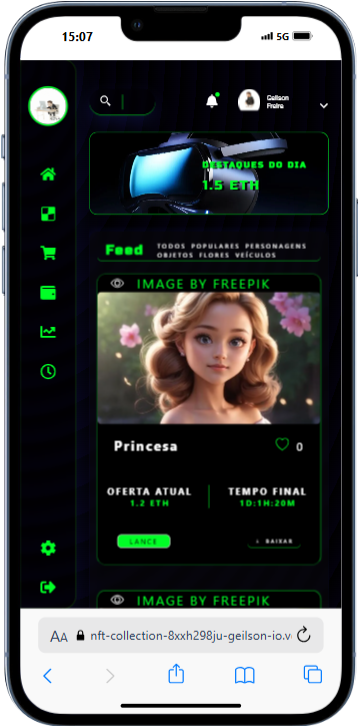 15:07
5G
Geilson
Freira
DESTAQUES DO DIA
1.5 ETH
Feed
TODOS POPULARES PERSONAGENS
OBJETOS FLORES VEÍCULOS
IMAGE BY FREEPIK
Princesa
0
OFERTA ATUAL
1.2 ETH
TEMPO FINAL
1D:1H:20M
LANCE
↓ BAIXAR
IMAGE BY FREEPIK
AA
nft-collection-8xxh298ju-geilson-io.v